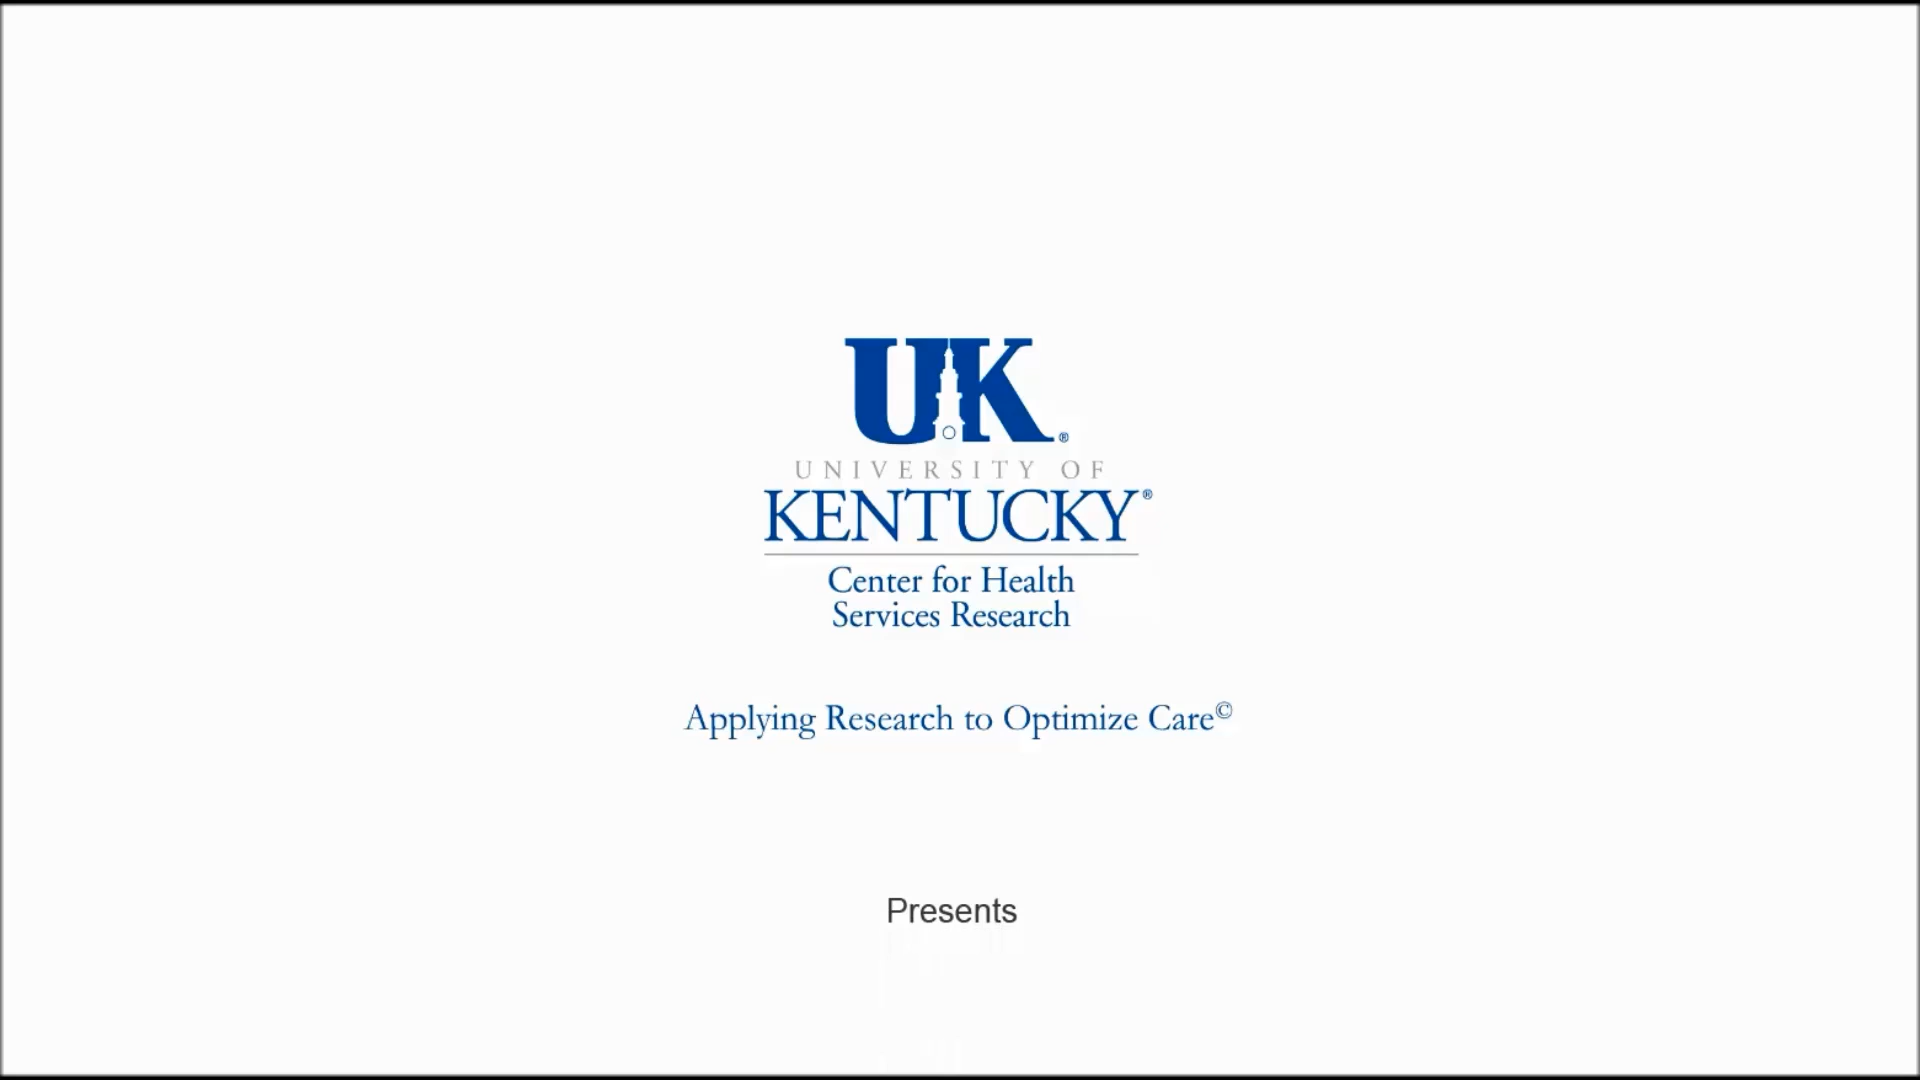 UK®
UNIVERSITY OF
KENTUCKY®
Center for Health
Services Research
Applying Research to Optimize Care©
Presents